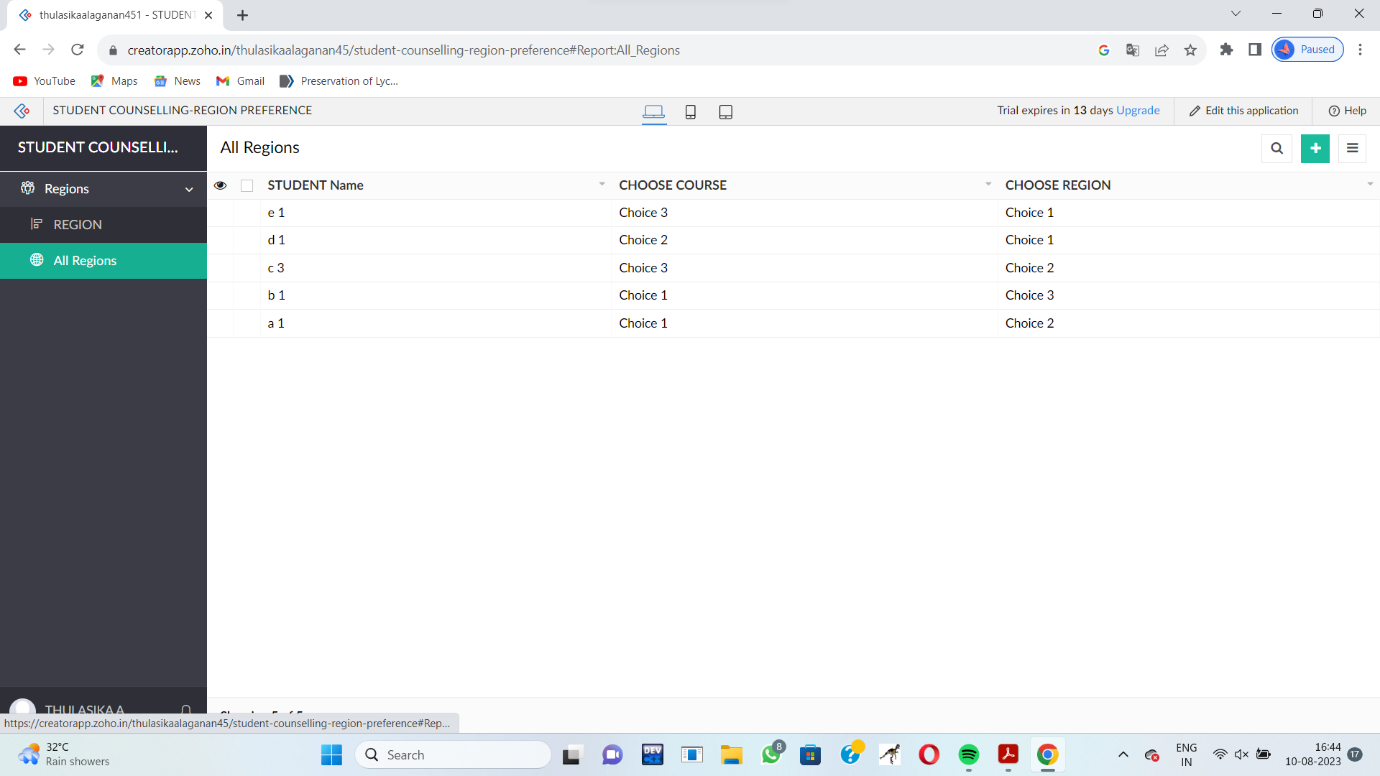 thulasikaalaganan451 - STUDENT
creatorapp.zoho.in/thulasikaalaganan45/student-counselling-region-preference#Report:All_Regions
Paused
YouTube Maps News Gmail Preservation of Lyc...
STUDENT COUNSELLING-REGION PREFERENCE
Trial expires in 13 days Upgrade
Edit this application
Help
STUDENT COUNSELLI...
All Regions
Regions
REGION
All Regions
STUDENT Name CHOOSE COURSE CHOOSE REGION
e 1 Choice 3 Choice 1
d 1 Choice 2 Choice 1
c 3 Choice 3 Choice 2
b 1 Choice 1 Choice 3
a 1 Choice 1 Choice 2
THULASIKA A
https://creatorapp.zoho.in/thulasikaalaganan45/student-counselling-region-preference#Rep...
32°C
Rain showers
Search
DEV
8
ENG
IN
16:44
10-08-2023
17